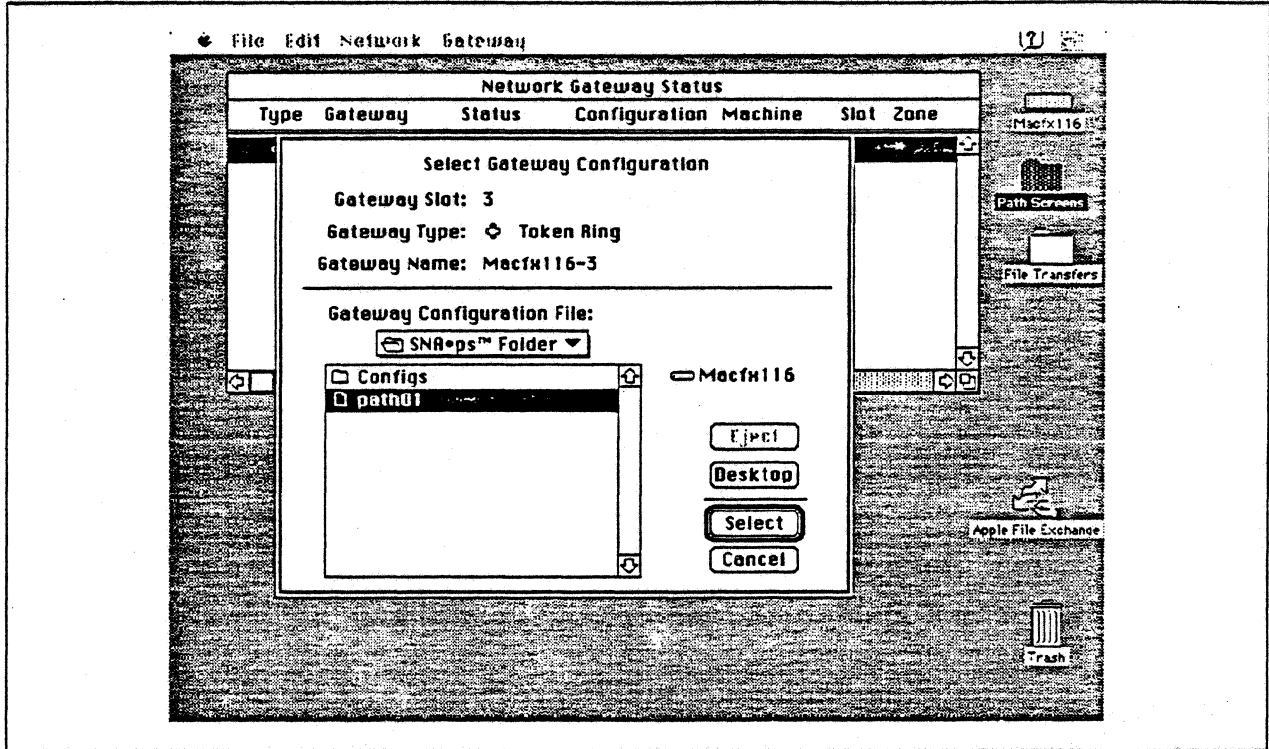 File Edit Network Gateway
Network Gateway Status
Type Gateway Status Configuration Machine Slot Zone
Macfx116
Select Gateway Configuration
Gateway Slot: 3
Path Screens
Gateway Type: Token Ring
Gateway Name: Macfx116-3
File Transfers
Gateway Configuration File:
SNA•ps™ Folder
Configs
Macfx116
path01
Eject
Desktop
Select
Apple File Exchange
Cancel
Trash